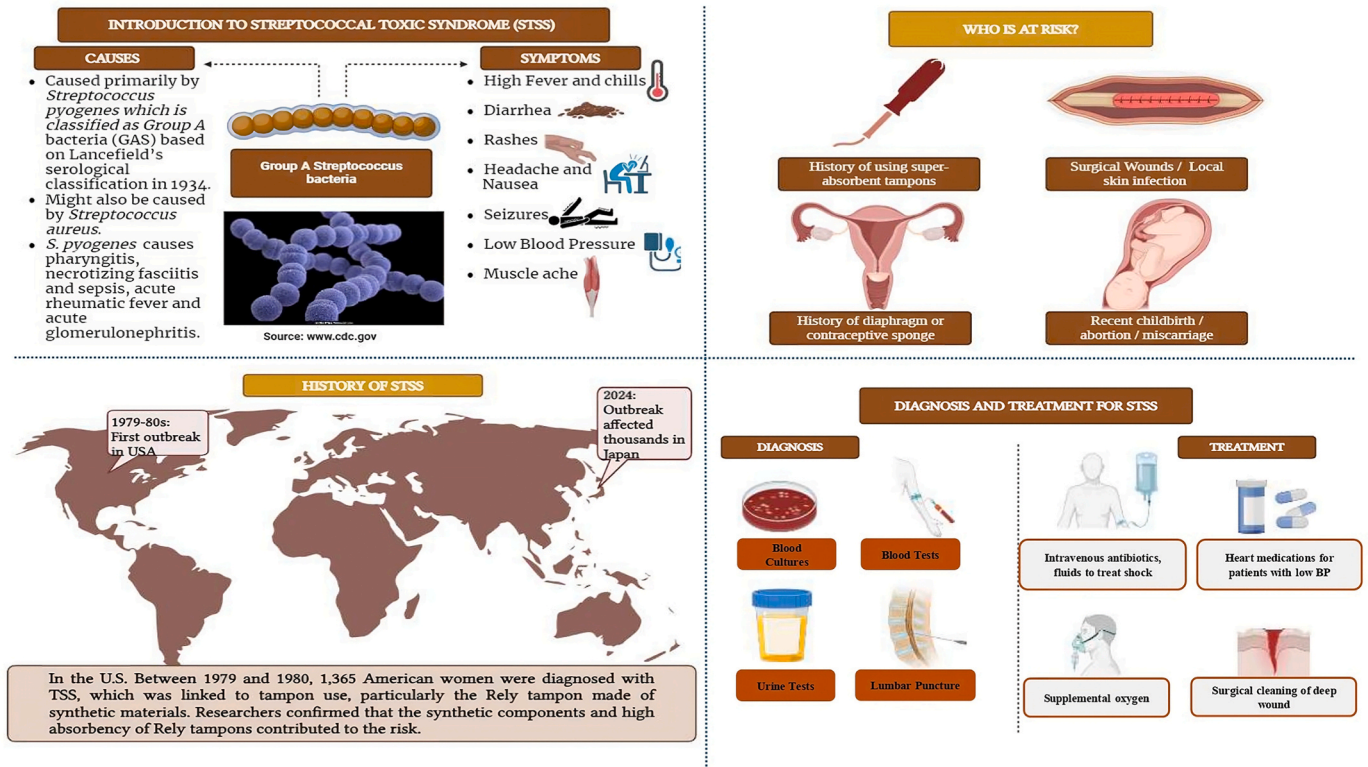 INTRODUCTION TO STREPTOCOCCAL TOXIC SYNDROME (STSS)
CAUSES
• Caused primarily by
Streptococcus
pyogenes which is
classified as Group A
bacteria (GAS) based
on Lancefield's
serological
classification in 1934.
• Might also be caused
by Streptococcus
aureus.
• S. pyogenes causes
pharyngitis,
necrotizing fasciitis
and sepsis, acute
rheumatic fever and
acute
glomerulonephritis.
Group A Streptococcus
bacteria
Source: www.cdc.gov
SYMPTOMS
• High Fever and chills
• Diarrhea
• Rashes
• Headache and
Nausea
• Seizures
• Low Blood Pressure
• Muscle ache
WHO IS AT RISK?
History of using super-
absorbent tampons
Surgical Wounds / Local
skin infection
History of diaphragm or
contraceptive sponge
Recent childbirth /
abortion / miscarriage
HISTORY OF STSS
1979-80s:
First outbreak
in USA
2024:
Outbreak
affected
thousands in
Japan
In the U.S. Between 1979 and 1980, 1,365 American women were diagnosed with
TSS, which was linked to tampon use, particularly the Rely tampon made of
synthetic materials. Researchers confirmed that the synthetic components and high
absorbency of Rely tampons contributed to the risk.
DIAGNOSIS AND TREATMENT FOR STSS
DIAGNOSIS
Blood
Cultures
Blood Tests
Urine Tests
Lumbar Puncture
TREATMENT
Intravenous antibiotics,
fluids to treat shock
Heart medications for
patients with low BP
Supplemental oxygen
Surgical cleaning of deep
wound